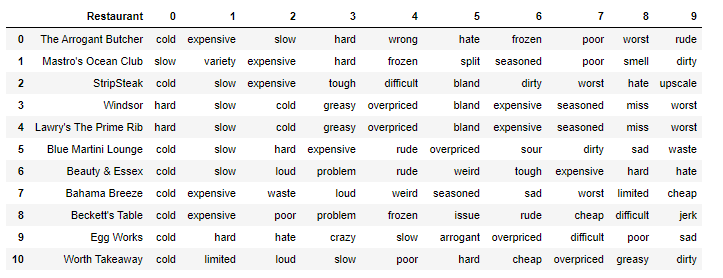 Restaurant 0 1 2 3 4 5 6 7 8 9
0 The Arrogant Butcher cold expensive slow hard wrong hate frozen poor worst rude
1 Mastro's Ocean Club slow variety expensive hard frozen split seasoned poor smell dirty
2 StripSteak cold slow expensive tough difficult bland dirty worst hate upscale
3 Windsor hard slow cold greasy overpriced bland expensive seasoned miss worst
4 Lawry's The Prime Rib hard slow cold greasy overpriced bland expensive seasoned miss worst
5 Blue Martini Lounge cold slow hard expensive rude overpriced sour dirty sad waste
6 Beauty & Essex cold slow loud problem rude weird tough expensive hard hate
7 Bahama Breeze cold expensive waste loud weird seasoned sad worst limited cheap
8 Beckett's Table cold expensive poor problem frozen issue rude cheap difficult jerk
9 Egg Works cold hard hate crazy slow arrogant overpriced difficult poor sad
10 Worth Takeaway cold limited loud slow poor hard cheap overpriced greasy dirty